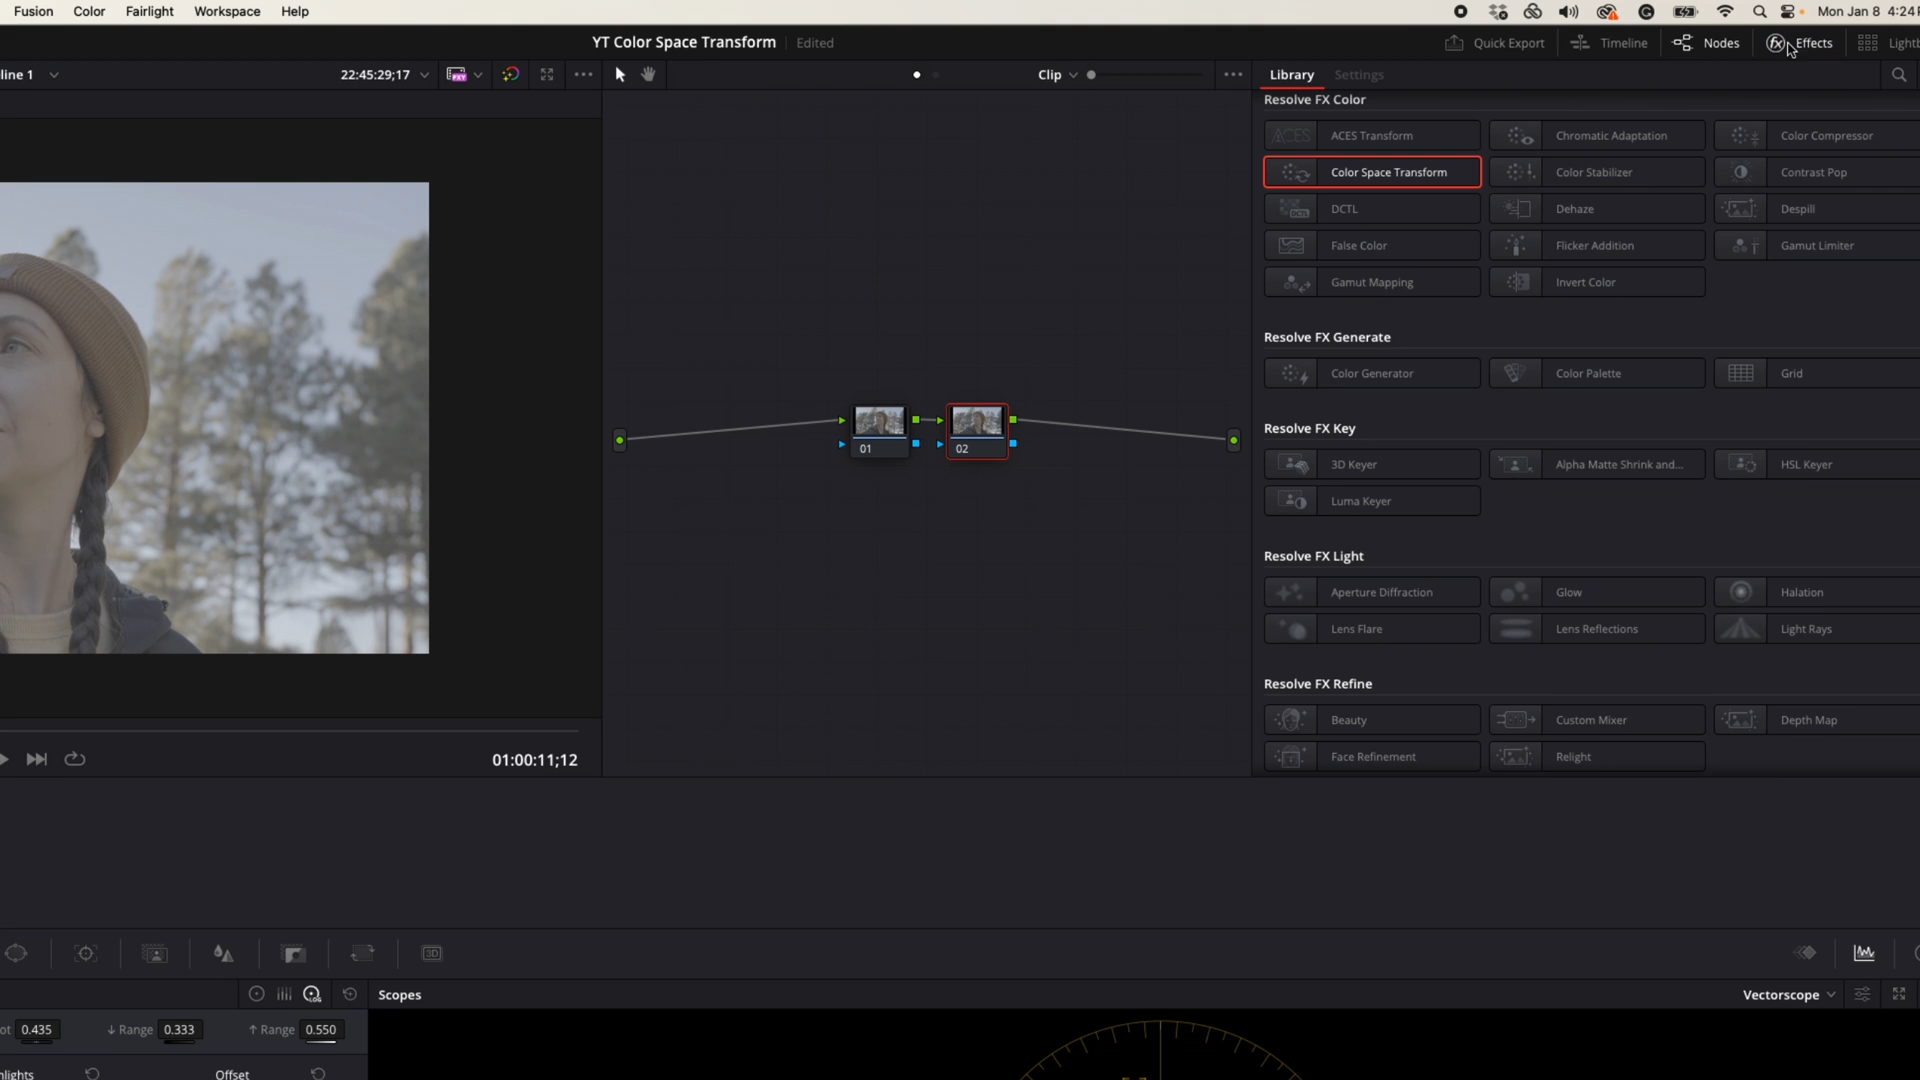 Fusion Color Fairlight Workspace Help
Mon Jan 8 4:24
YT Color Space Transform Edited
Quick Export Timeline Nodes Effects Lightb
line 1 22:45:29;17 Clip Library Settings
Resolve FX Color
ACES Transform Chromatic Adaptation Color Compressor
Color Space Transform Color Stabilizer Contrast Pop
DCTL Dehaze Despill
False Color Flicker Addition Gamut Limiter
Gamut Mapping Invert Color
Resolve FX Generate
Color Generator Color Palette Grid
Resolve FX Key
3D Keyer Alpha Matte Shrink and... HSL Keyer
Luma Keyer
01 02
Resolve FX Light
Aperture Diffraction Glow Halation
Lens Flare Lens Reflections Light Rays
Resolve FX Refine
Beauty Custom Mixer Depth Map
Face Refinement Relight
01:00:11;12
Scopes Vectorscope
ot 0.435 ↓ Range 0.333 ↑ Range 0.550
hlights Offset